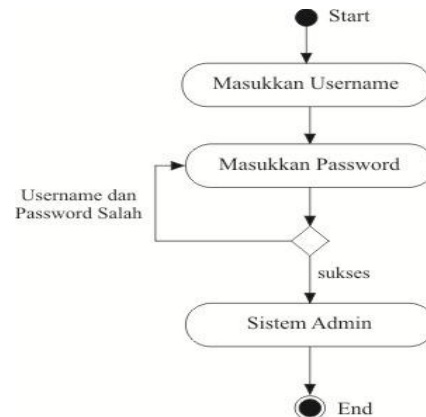 Start
Masukkan Username
Masukkan Password
Username dan
Password Salah
sukses
Sistem Admin
End